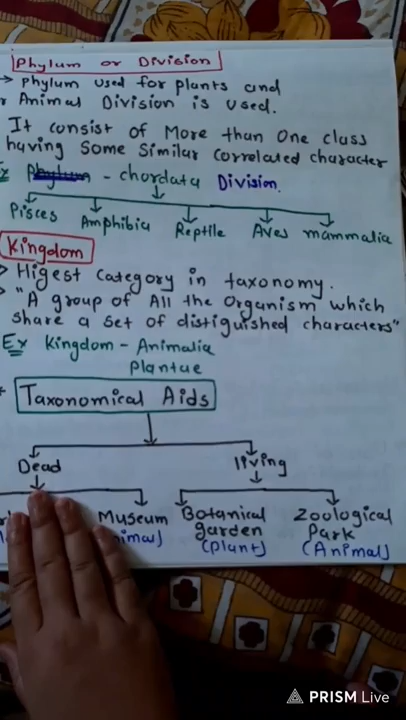 Phylum or Division
→ Phylum used for plants and
Animal Division is used.
It consist of More than One class
having Some Similar Correlated character
Ex Phylum - chordata Division.
Pisces Amphibia Reptile Aves mammalia
Kingdom
> Higest Category in taxonomy.
> "A group of All the Organism which
share a set of distiguished characters"
Ex Kingdom - Animalia
Plantae
Taxonomical Aids
Dead living
Museum Botanical Zoological
garden Park
(Plant) (Animal)
PRISM Live